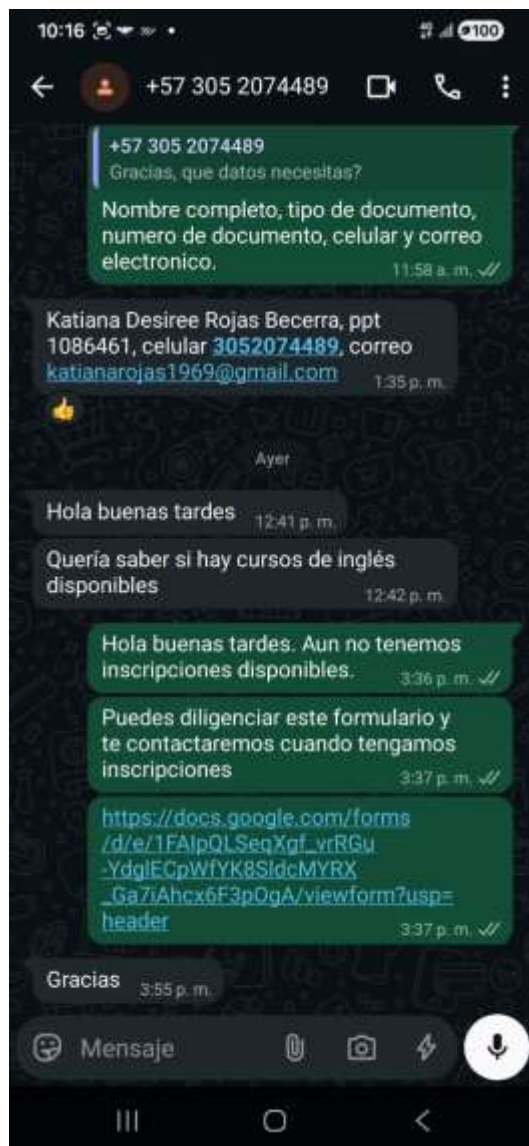 10:16
100
+57 305 2074489
+57 305 2074489
Gracias, que datos necesitas?
Nombre completo, tipo de documento,
numero de documento, celular y correo
electronico.
11:58 a. m.
Katiana Desiree Rojas Becerra, ppt
1086461, celular 3052074489, correo
katianarojas1969@gmail.com
1:35 p. m.
Ayer
Hola buenas tardes
12:41 p. m.
Quería saber si hay cursos de inglés
disponibles
12:42 p. m.
Hola buenas tardes. Aun no tenemos
inscripciones disponibles.
3:36 p. m.
Puedes diligenciar este formulario y
te contactaremos cuando tengamos
inscripciones
3:37 p. m.
https://docs.google.com/forms
/d/e/1FAIpQLSeqXgf_vrRGu
-YdglECpWfYK8SldcMYRX
_Ga7iAhcx6F3pOgA/viewform?usp=
header
3:37 p. m.
Gracias
3:55 p. m.
Mensaje